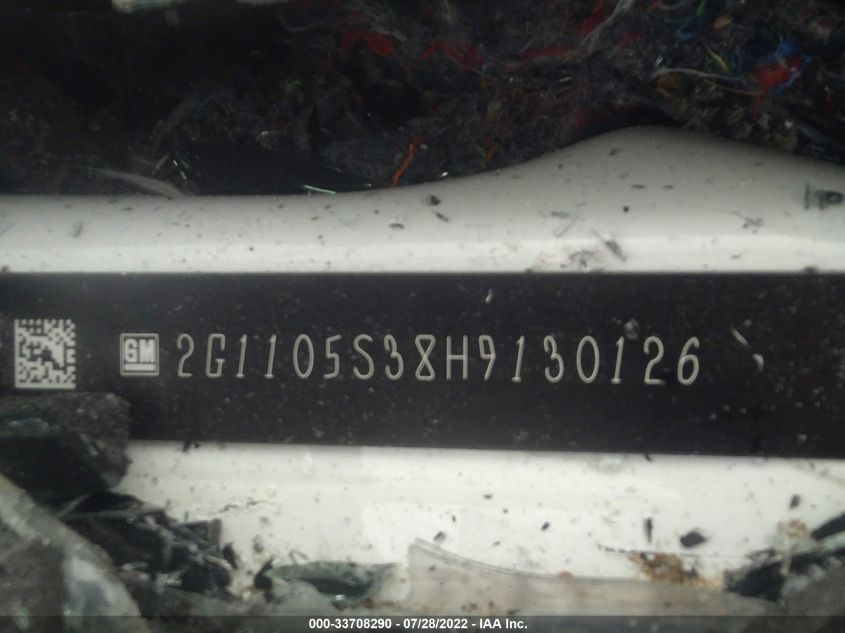 GM 2G1105S38H9130126
000-33708290 - 07/28/2022 - IAA Inc.